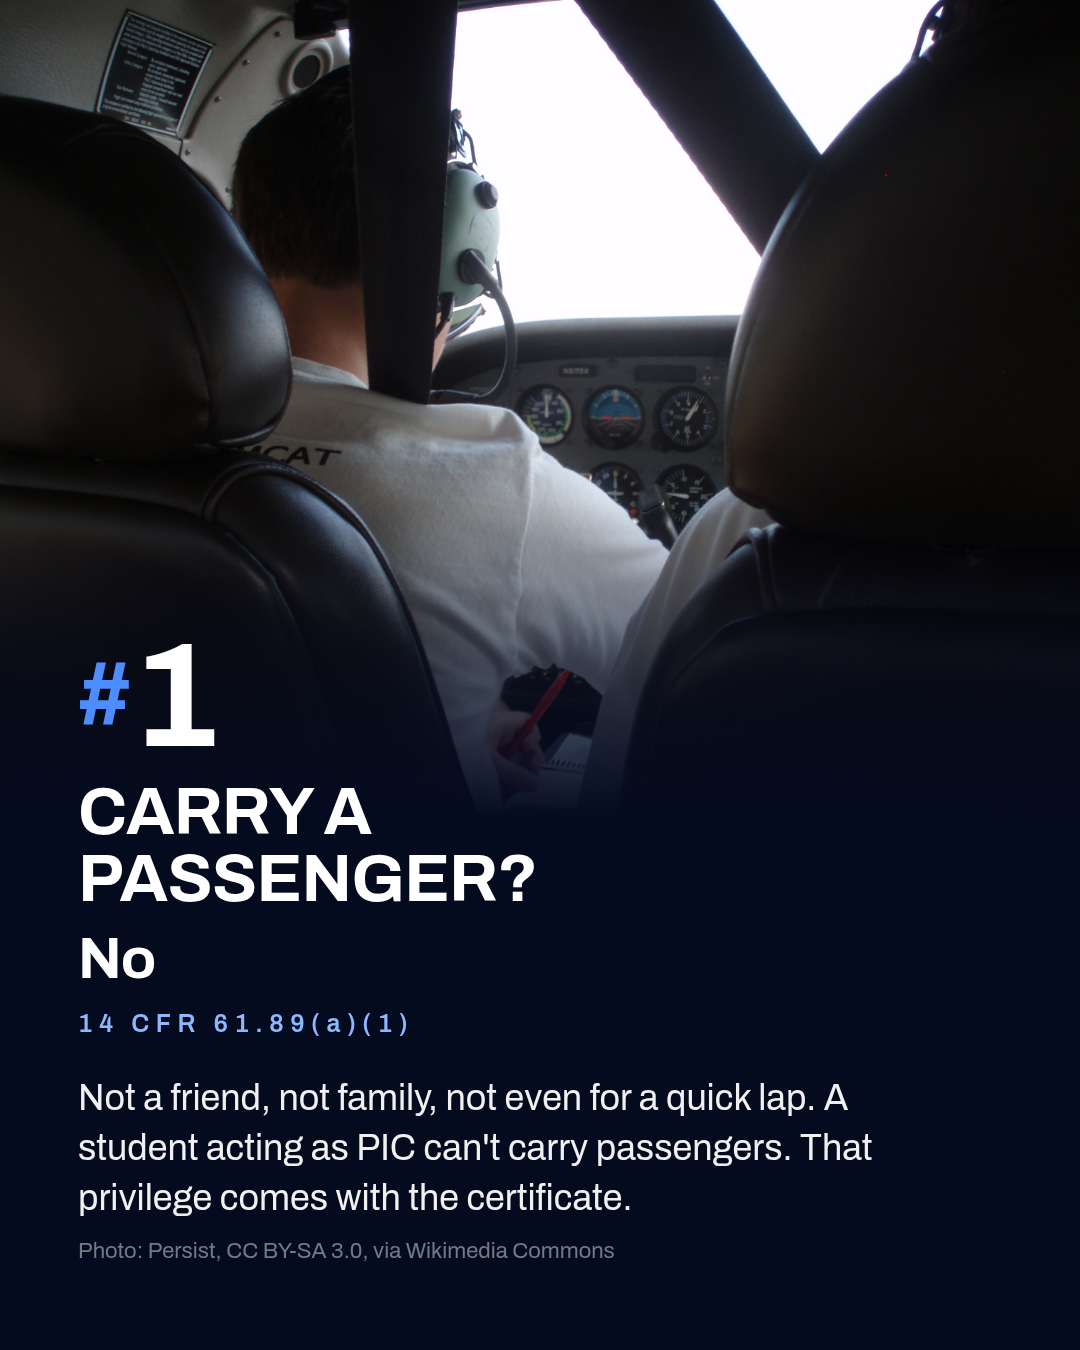 MCAT
#1
CARRY A
PASSENGER?
No
14 CFR 61.89(a)(1)
Not a friend, not family, not even for a quick lap. A
student acting as PIC can't carry passengers. That
privilege comes with the certificate.
Photo: Persist, CC BY-SA 3.0, via Wikimedia Commons